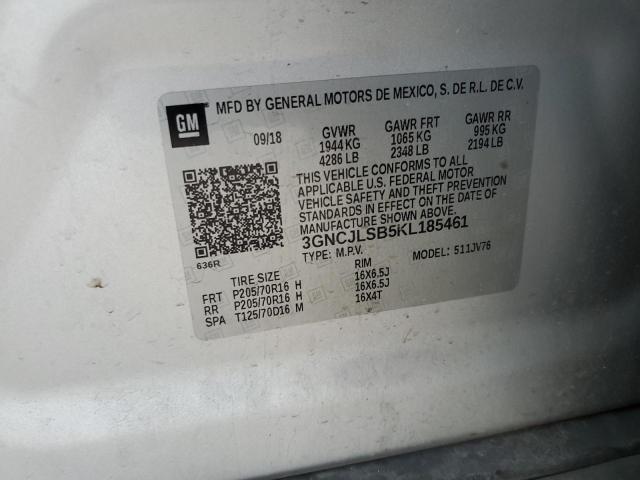 GM
MFD BY GENERAL MOTORS DE MEXICO, S. DE R.L. DE C.V.
09/18 GVWR GAWR FRT GAWR RR
1944 KG 1065 KG 995 KG
4286 LB 2348 LB 2194 LB
THIS VEHICLE CONFORMS TO ALL
APPLICABLE U.S. FEDERAL MOTOR
VEHICLE SAFETY AND THEFT PREVENTION
STANDARDS IN EFFECT ON THE DATE OF
MANUFACTURE SHOWN ABOVE.
3GNCJLSB5KL185461
636R TYPE: M.P.V. MODEL: 511JV76
TIRE SIZE RIM
FRT P205/70R16 H 16X6.5J
RR P205/70R16 H 16X6.5J
SPA T125/70D16 M 16X4T